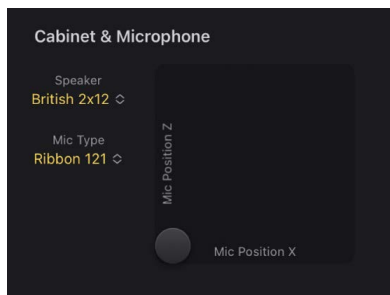 Cabinet & Microphone
Speaker
British 2x12
Mic Type
Ribbon 121
Mic Position Z
Mic Position X